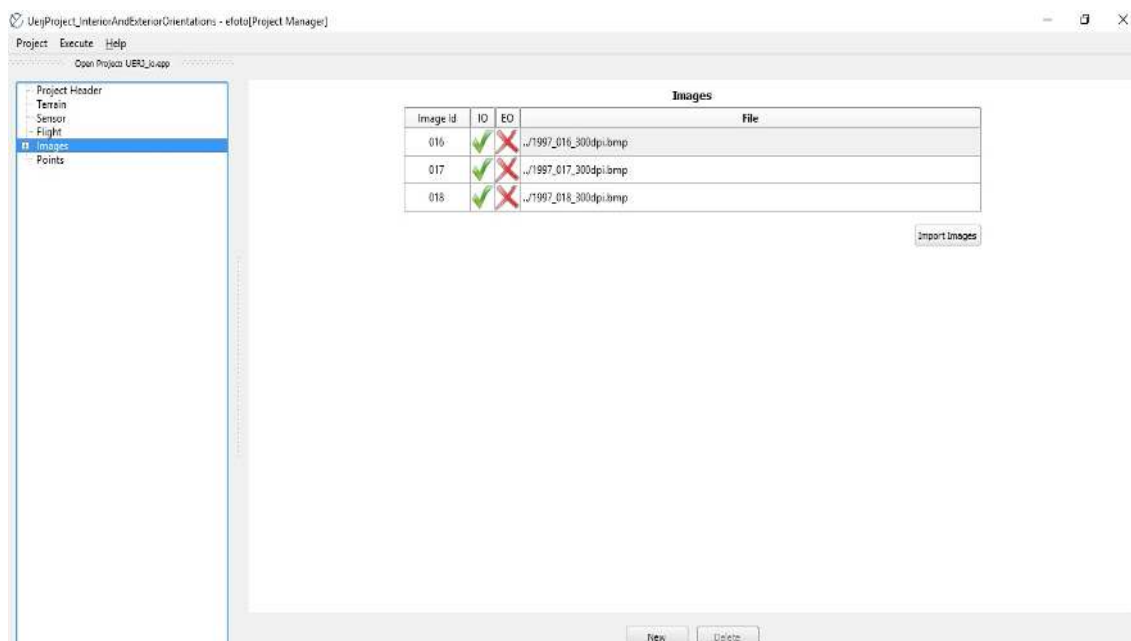 UerjProject_InteriorAndExteriorOrientations - efoto[Project Manager]
Project Execute Help
Open Project: UERJ_io.epp
Project Header
Terrain
Sensor
Flight
Images
Points
Images
Image Id IO EO File
016 ../1997_016_300dpi.bmp
017 ../1997_017_300dpi.bmp
018 ../1997_018_300dpi.bmp
Import Images
New Delete